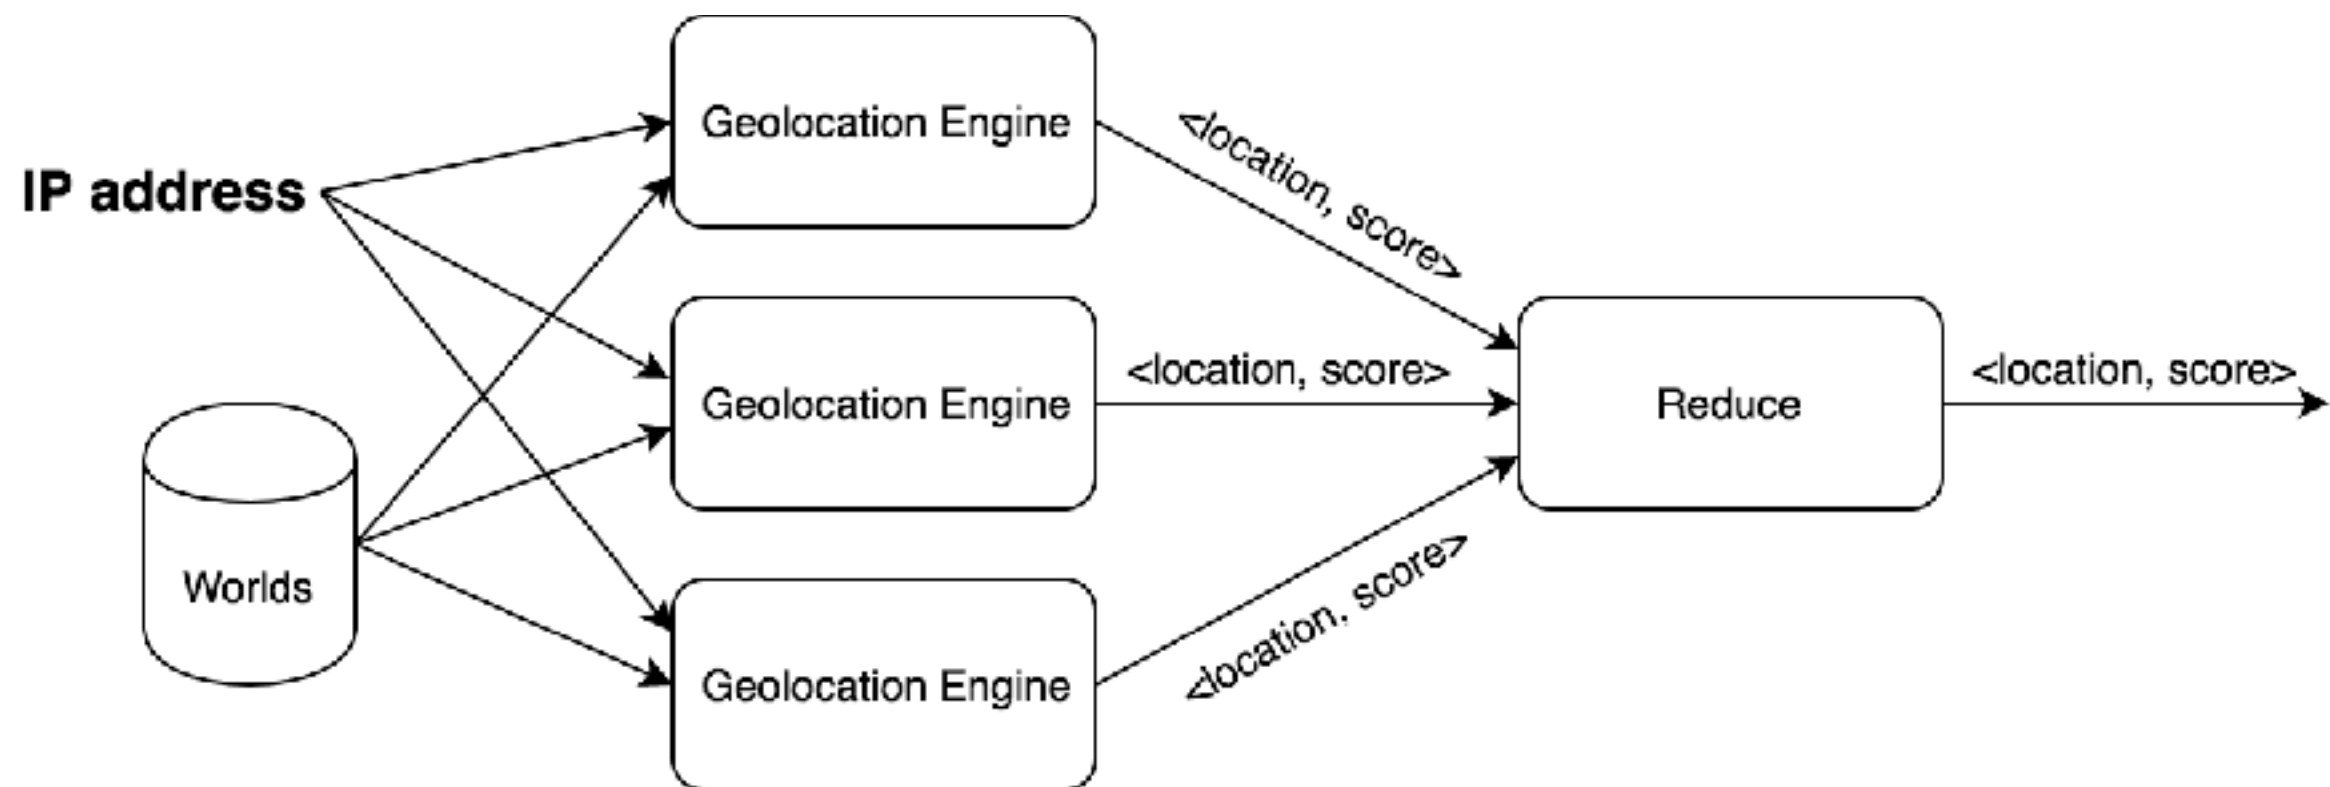 IP address
Worlds
Geolocation Engine
Geolocation Engine
Geolocation Engine
<location, score>
<location, score>
<location, score>
Reduce
<location, score>